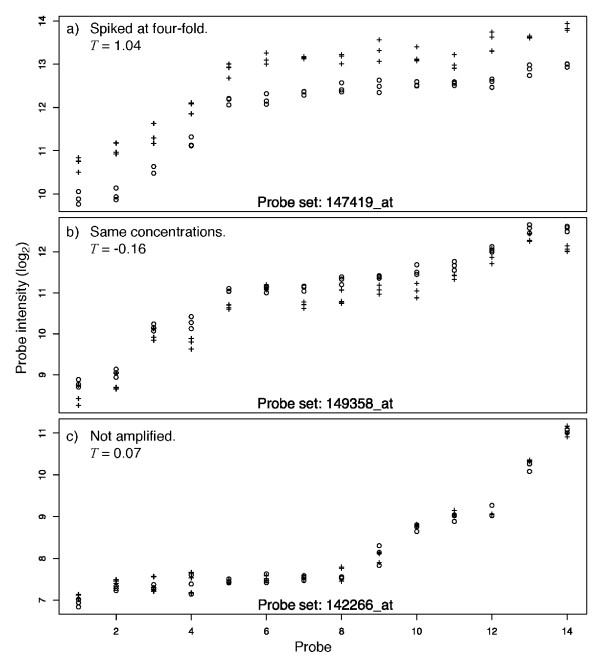 a) Spiked at four-fold.
T = 1.04
14
13
12
11
10
Probe set: 147419_at
b) Same concentrations.
T = -0.16
12
11
10
9
Probe set: 149358_at
Probe intensity (log2)
c) Not amplified.
T = 0.07
11
10
9
8
7
Probe set: 142266_at
2 4 6 8 10 12 14
Probe